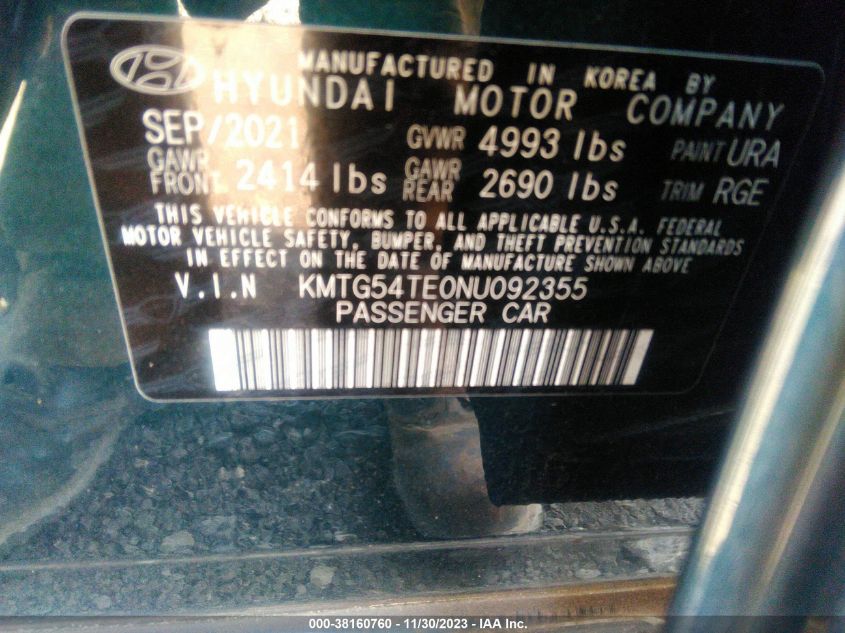 MANUFACTURED IN KOREA BY
HYUNDAI MOTOR COMPANY
SEP/2021 GVWR 4993 lbs PAINT URA
GAWR FRONT 2414 lbs GAWR REAR 2690 lbs TRIM RGE
THIS VEHICLE CONFORMS TO ALL APPLICABLE U.S.A. FEDERAL
MOTOR VEHICLE SAFETY, BUMPER, AND THEFT PREVENTION STANDARDS
IN EFFECT ON THE DATE OF MANUFACTURE SHOWN ABOVE
V.I.N KMTG54TE0NU092355
PASSENGER CAR
000-38160760 - 11/30/2023 - IAA Inc.